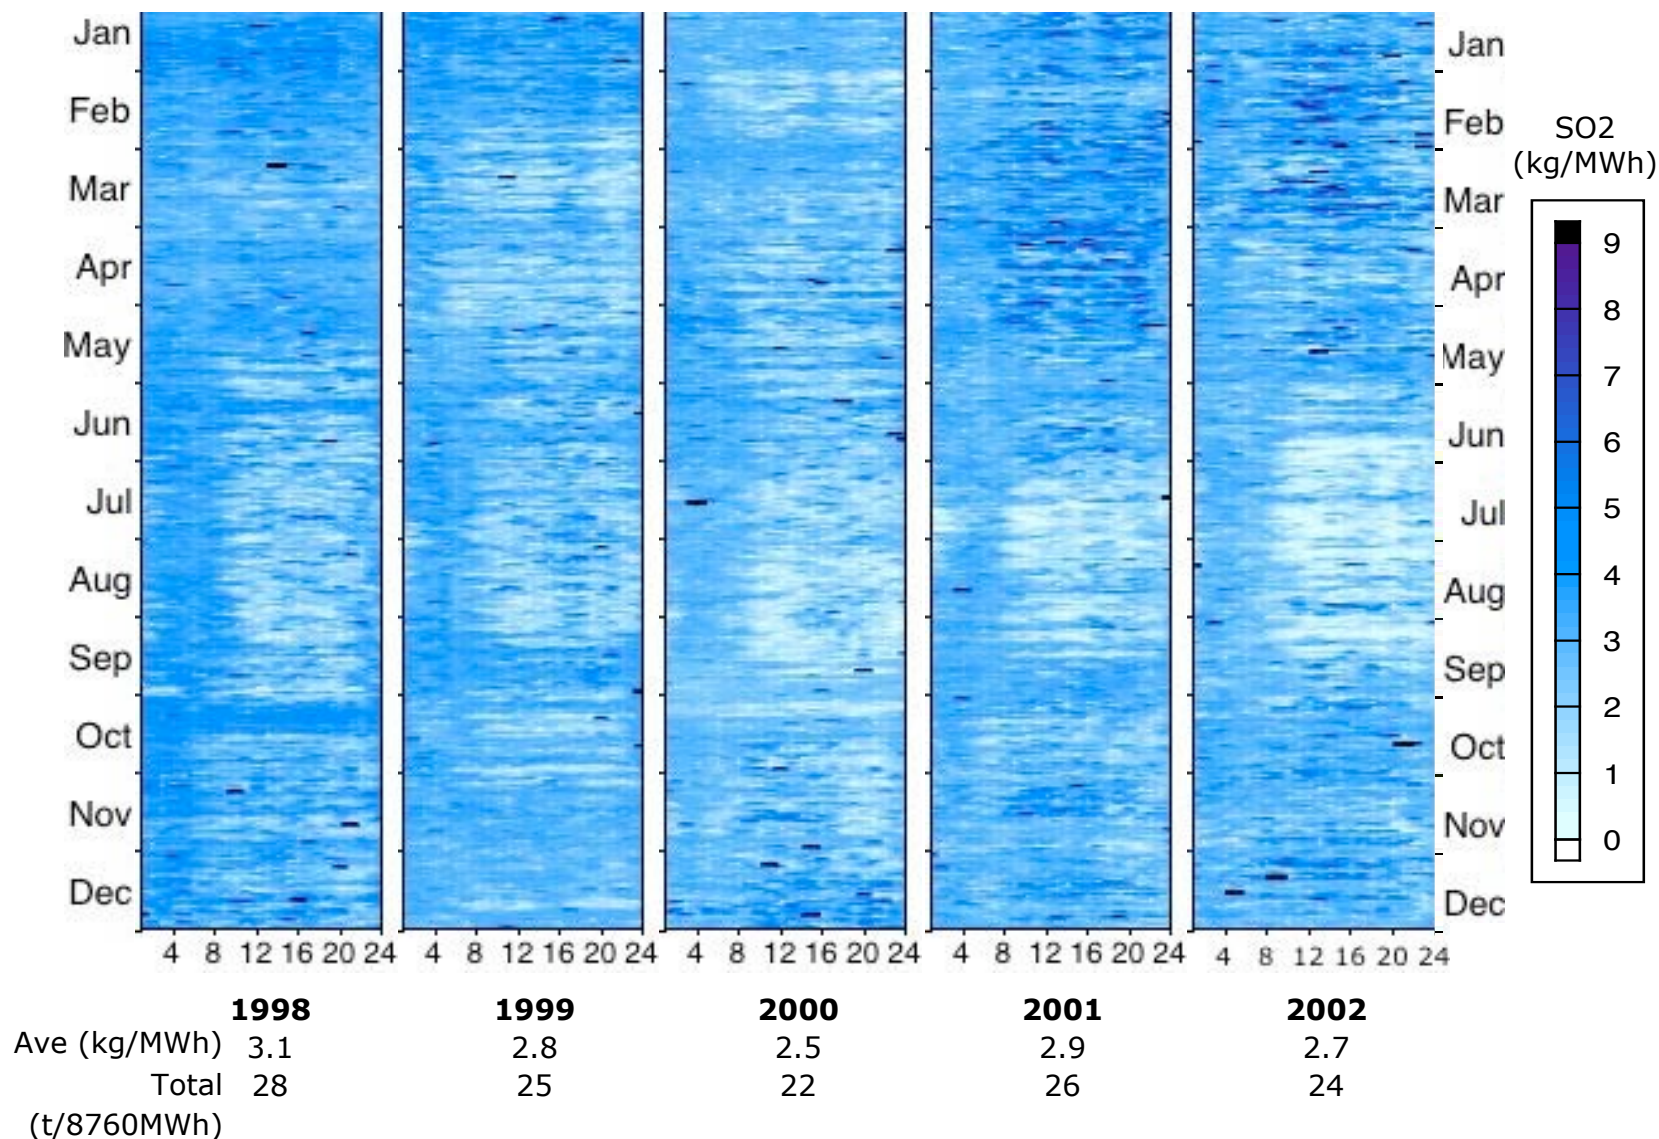 Jan
Feb
Mar
Apr
May
Jun
Jul
Aug
Sep
Oct
Nov
Dec
Jan
Feb
Mar
Apr
May
Jun
Jul
Aug
Sep
Oct
Nov
Dec
SO2
(kg/MWh)
9
8
7
6
5
4
3
2
1
0
4 8 12 16 20 24 4 8 12 16 20 24 4 8 12 16 20 24 4 8 12 16 20 24 4 8 12 16 20 24
1998 1999 2000 2001 2002
Ave (kg/MWh) 3.1 2.8 2.5 2.9 2.7
Total 28 25 22 26 24
(t/8760MWh)